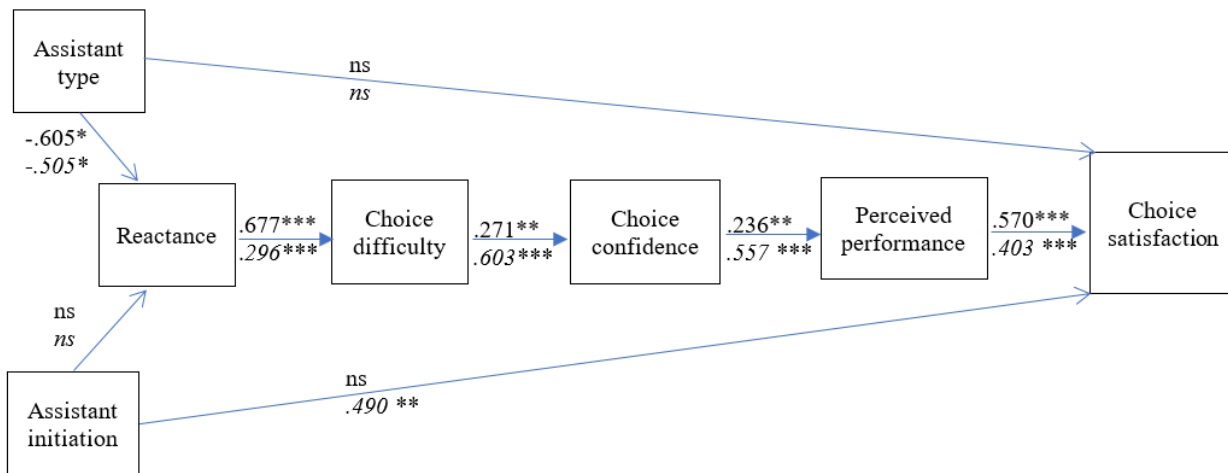 Assistant
type
ns
ns
-.605*
-.505*
Reactance
.677***
.296***
Choice
difficulty
.271**
.603***
Choice
confidence
.236**
.557 ***
Perceived
performance
.570***
.403 ***
Choice
satisfaction
ns
ns
ns
.490 **
Assistant
initiation